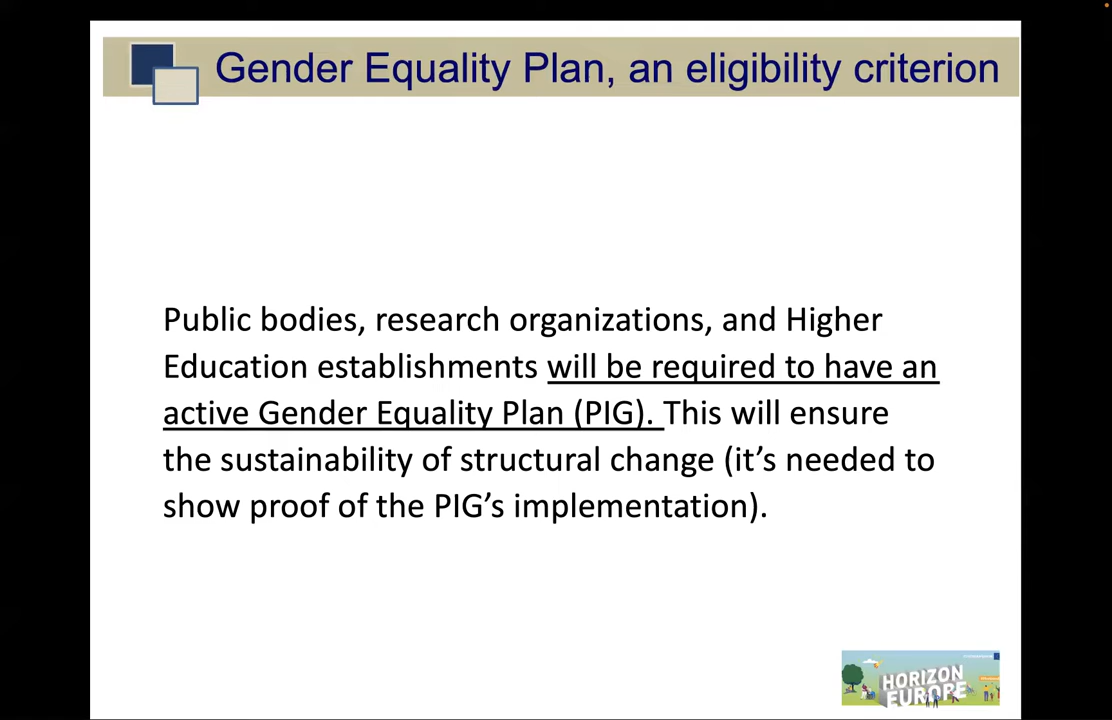 Gender Equality Plan, an eligibility criterion
Public bodies, research organizations, and Higher
Education establishments will be required to have an
active Gender Equality Plan (PIG). This will ensure
the sustainability of structural change (it’s needed to
show proof of the PIG’s implementation).
HORIZON
EUROPE